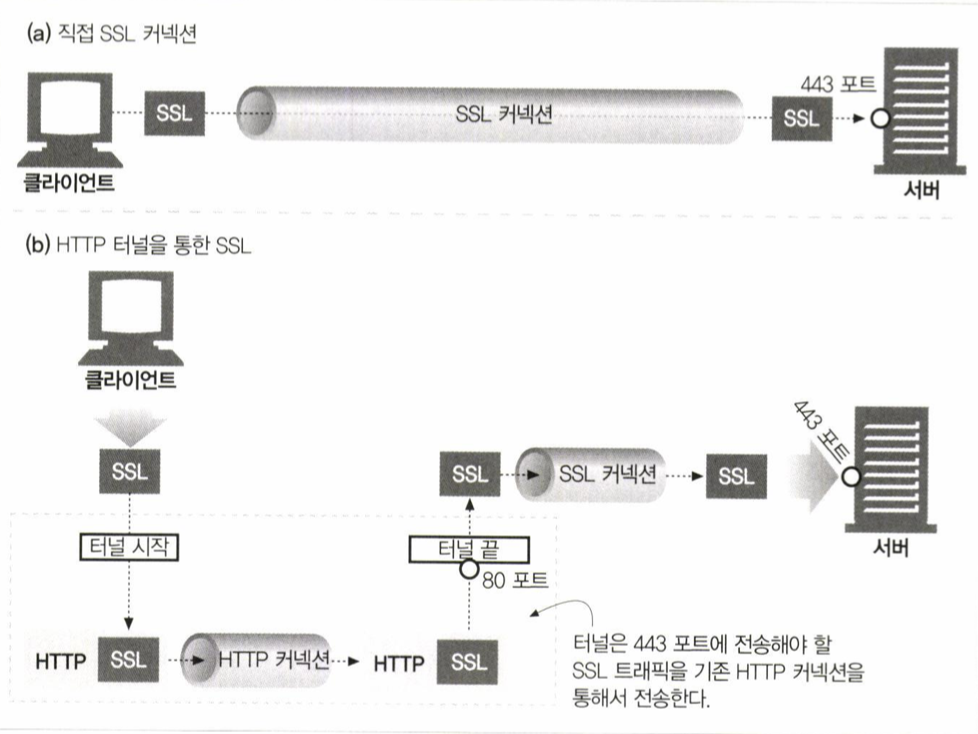 (a) 직접 SSL 커넥션
443 포트
SSL
SSL 커넥션
SSL
클라이언트
서버
(b) HTTP 터널을 통한 SSL
클라이언트
443 포트
SSL
SSL
SSL 커넥션
SSL
터널 시작
터널 끝
서버
80 포트
터널은 443 포트에 전송해야 할
SSL 트래픽을 기존 HTTP 커넥션을
통해서 전송한다.
HTTP
SSL
HTTP 커넥션
HTTP
SSL